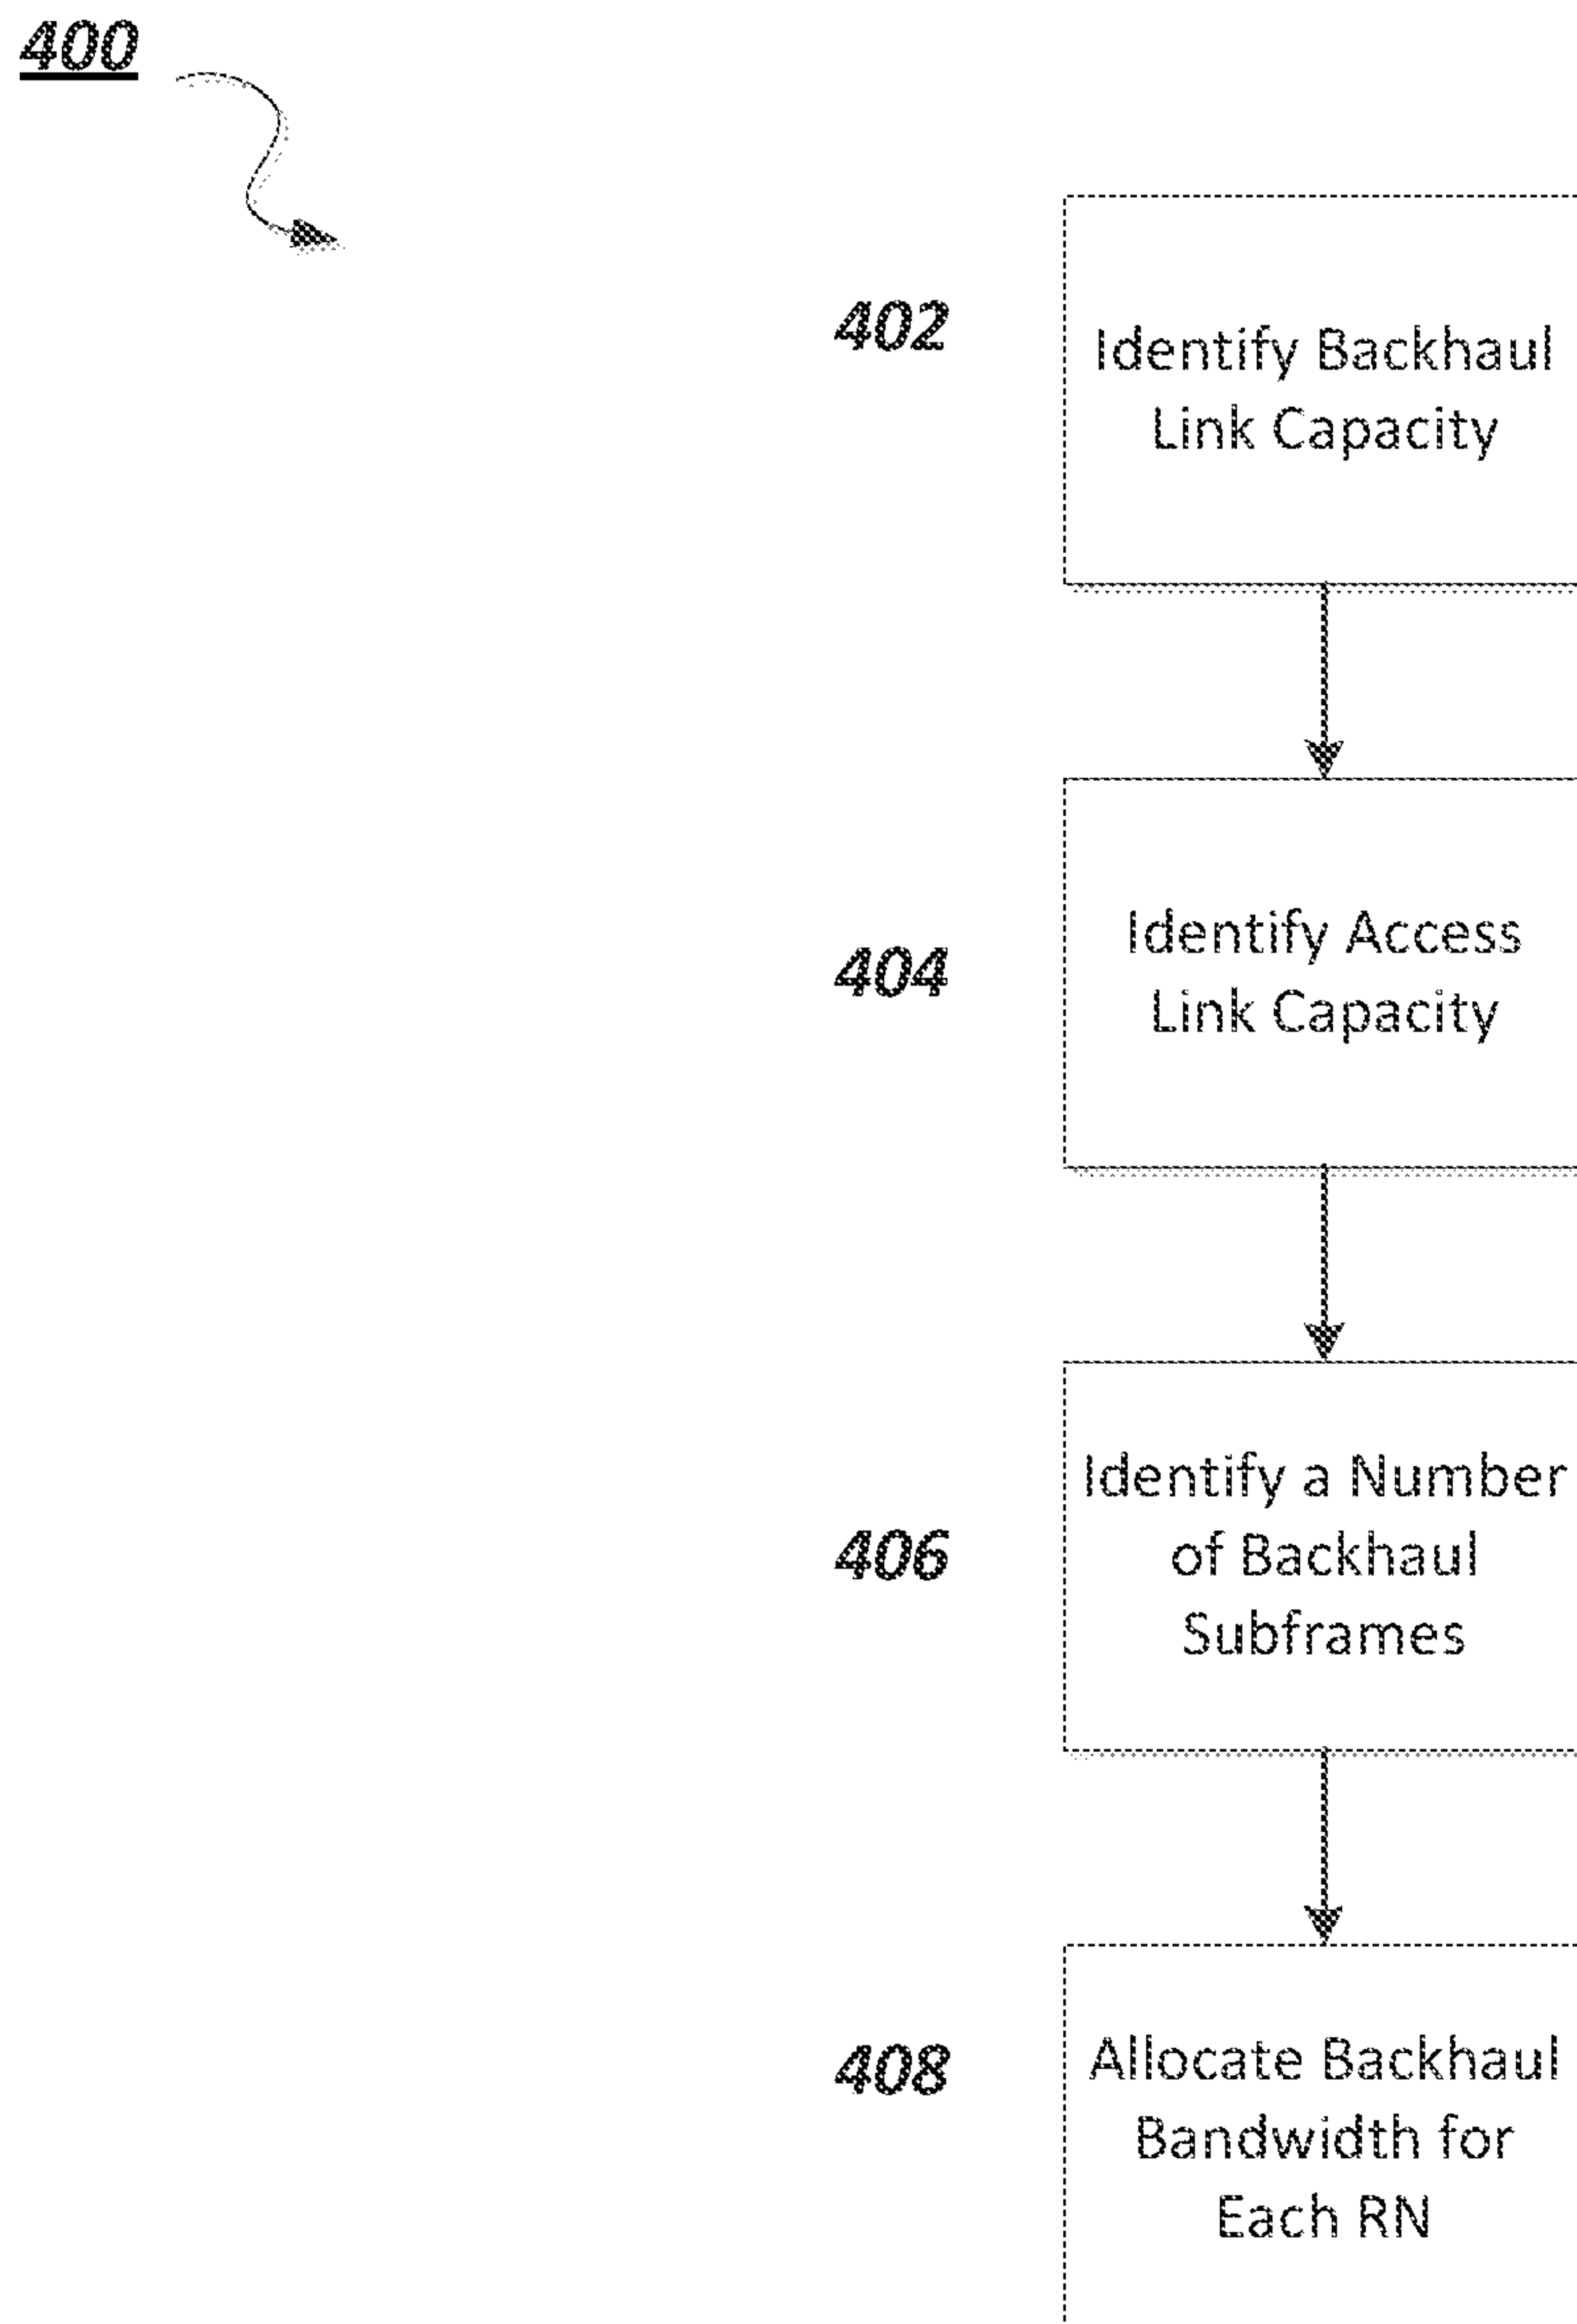 400
402
Identify Backhaul
Link Capacity
404
Identify Access
Link Capacity
406
Identify a Number
of Backhaul
Subframes
408
Allocate Backhaul
Bandwidth for
Each RN